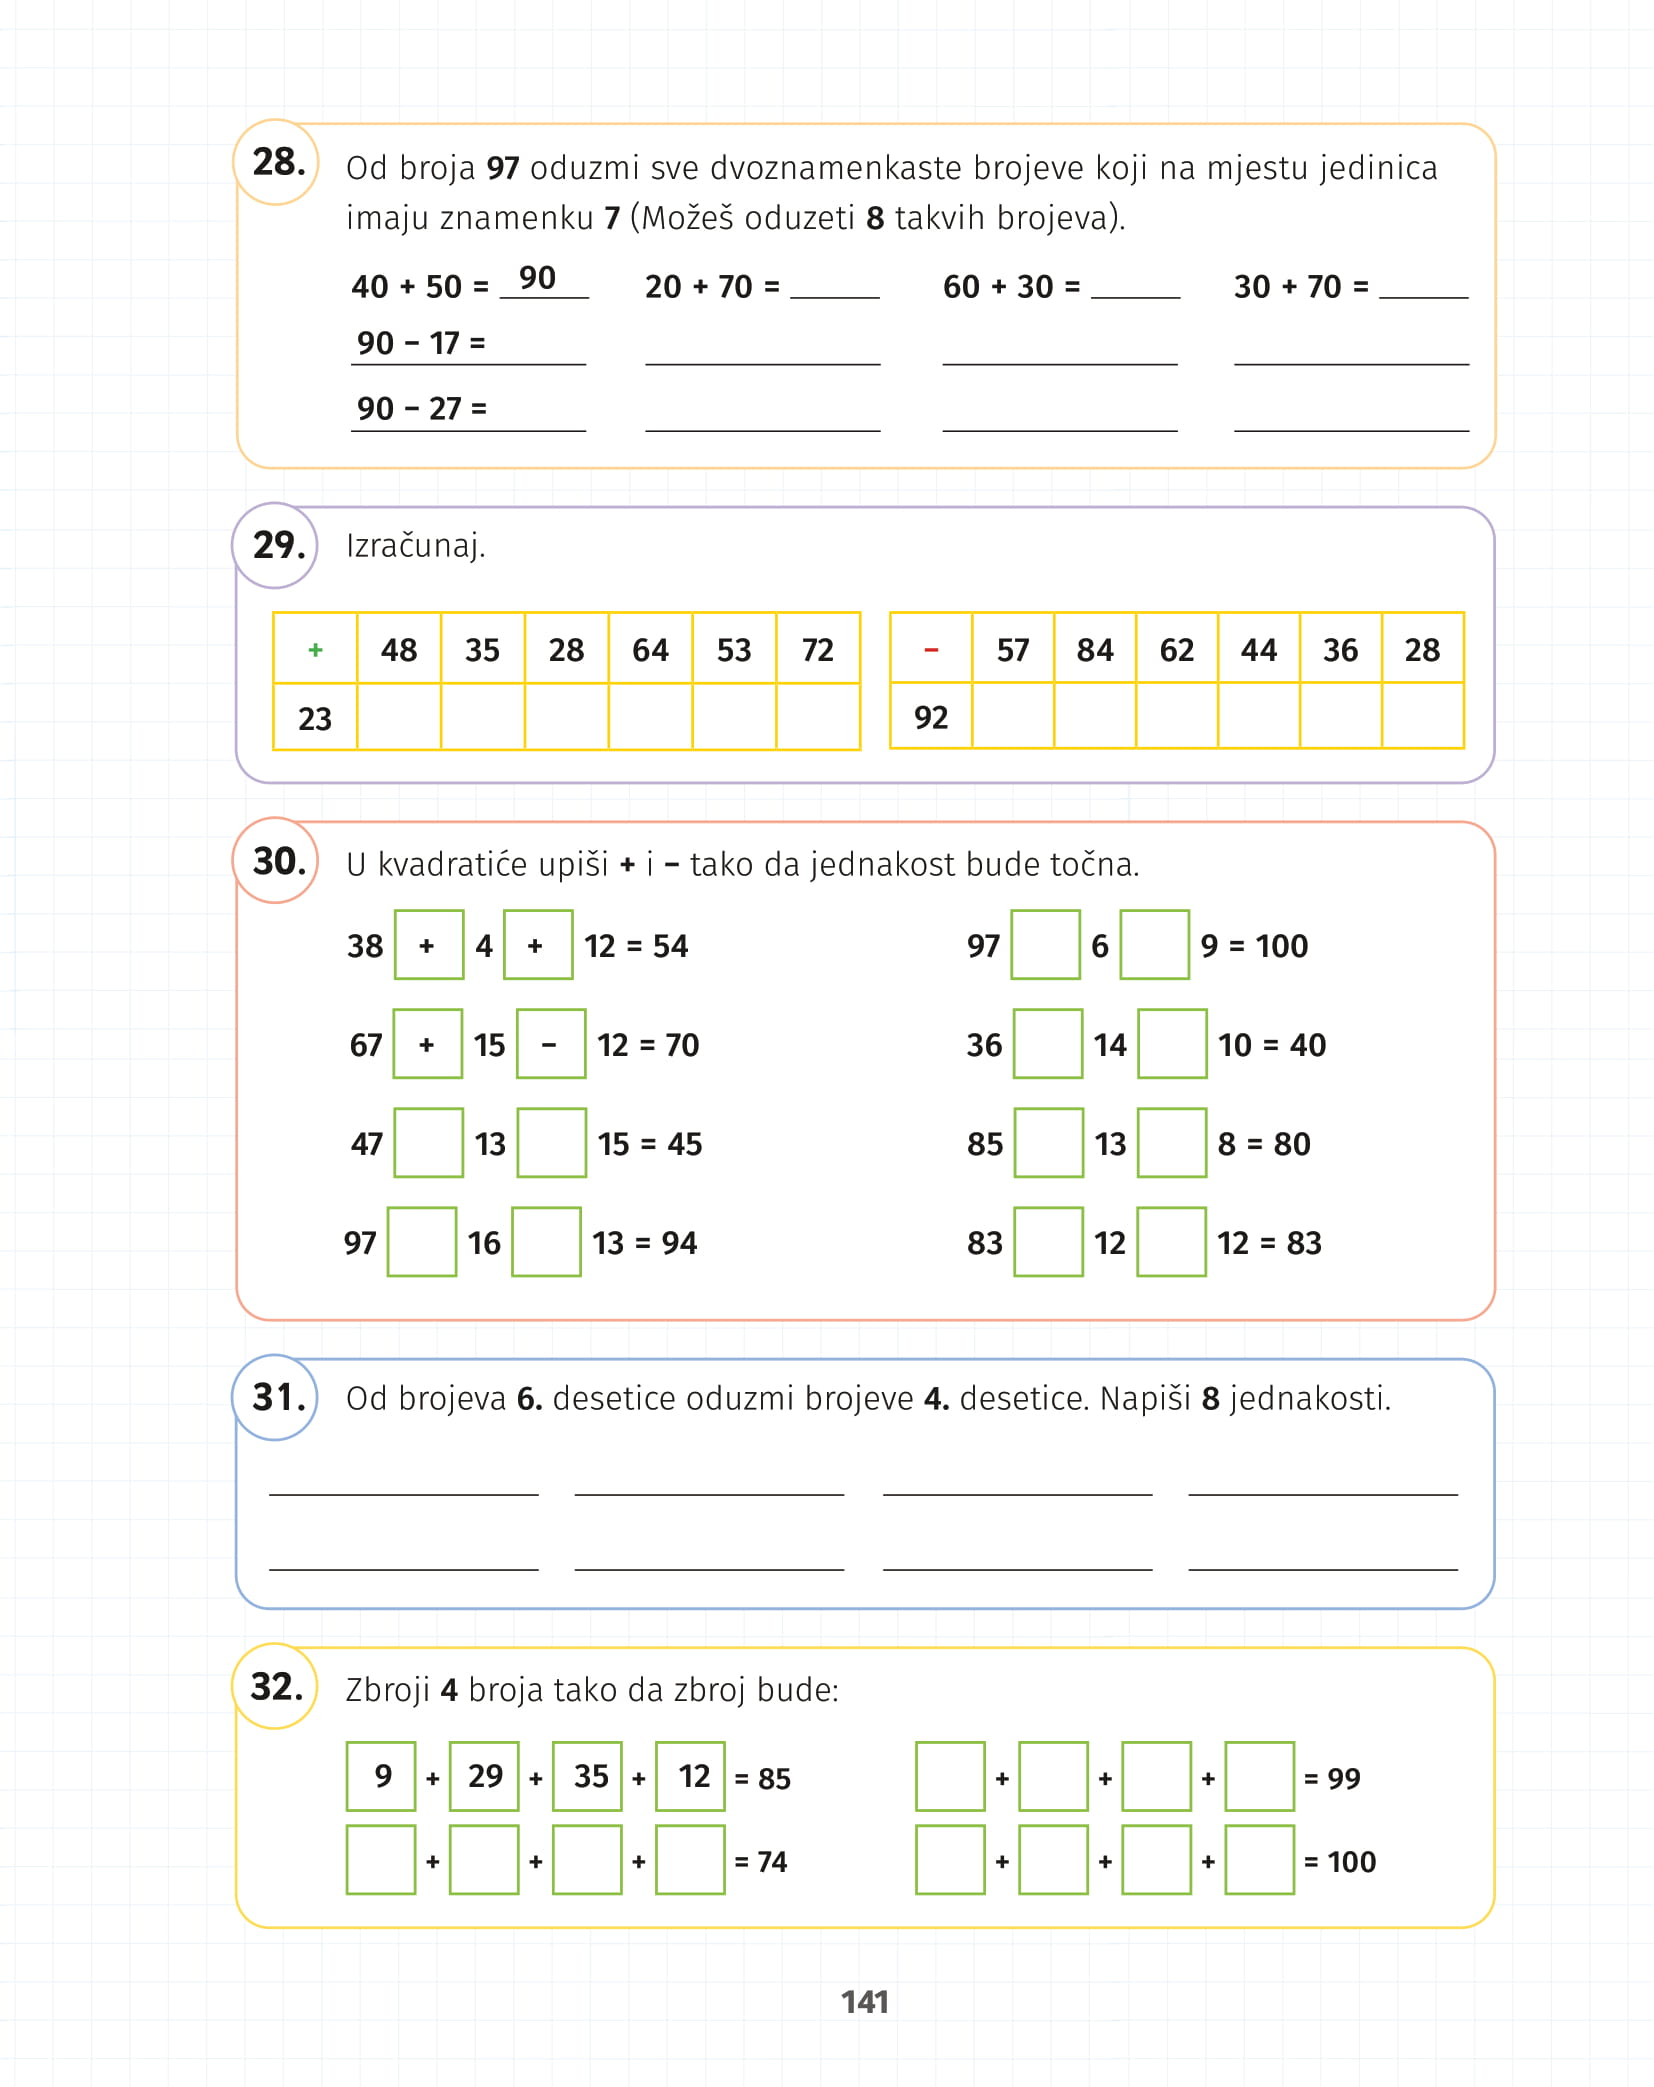 28.
Od broja 97 oduzmi sve dvoznamenkaste brojeve koji na mjestu jedinica
imaju znamenku 7 (Možeš oduzeti 8 takvih brojeva).
40 + 50 = 90 20 + 70 = 60 + 30 = 30 + 70 =
90 – 17 =
90 – 27 =
29.
Izračunaj.
+ 48 35 28 64 53 72
23
– 57 84 62 44 36 28
92
30.
U kvadratiće upiši + i – tako da jednakost bude točna.
38 + 4 + 12 = 54 97 6 9 = 100
67 + 15 – 12 = 70 36 14 10 = 40
47 13 15 = 45 85 13 8 = 80
97 16 13 = 94 83 12 12 = 83
31.
Od brojeva 6. desetice oduzmi brojeve 4. desetice. Napiši 8 jednakosti.
32.
Zbroji 4 broja tako da zbroj bude:
9 + 29 + 35 + 12 = 85 + + + = 99
+ + + = 74 + + + = 100
141